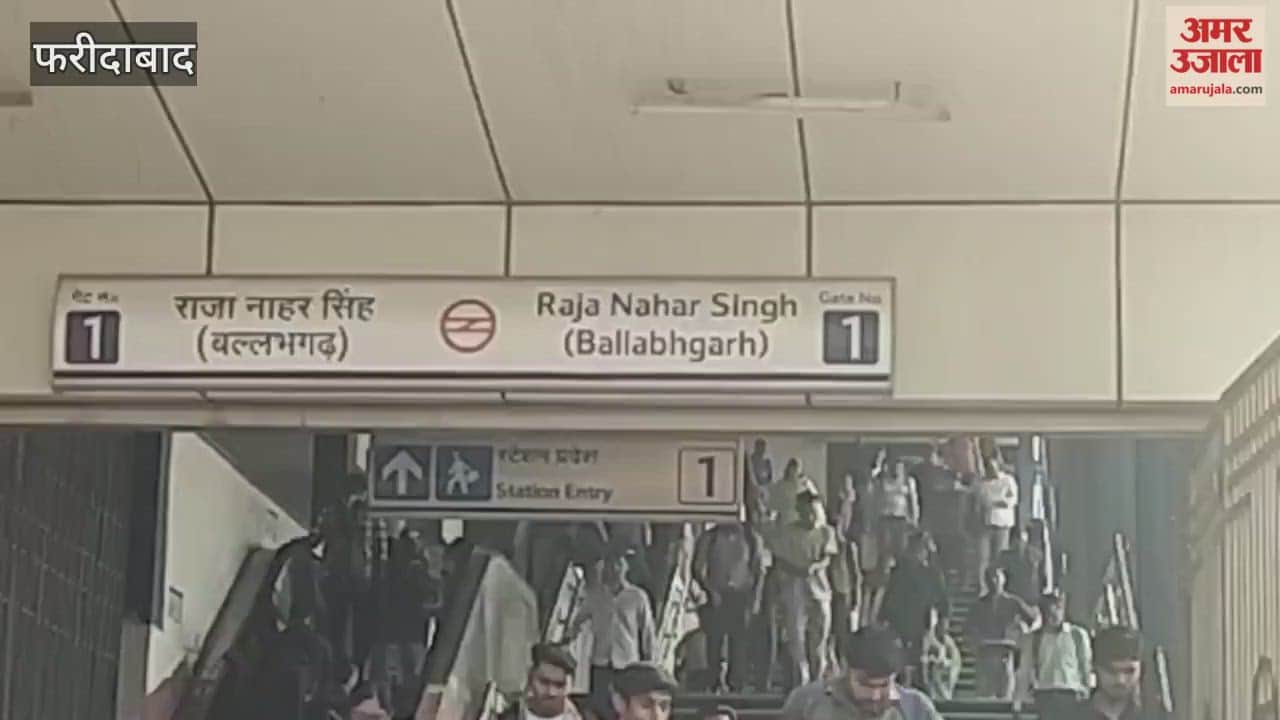 फरीदाबाद
अमर
उजाला
amarujala.com
गेट नं.
1
राजा नाहर सिंह
(बल्लभगढ़)
Raja Nahar Singh
(Ballabhgarh)
Gate No
1
स्टेशन प्रवेश
Station Entry
1